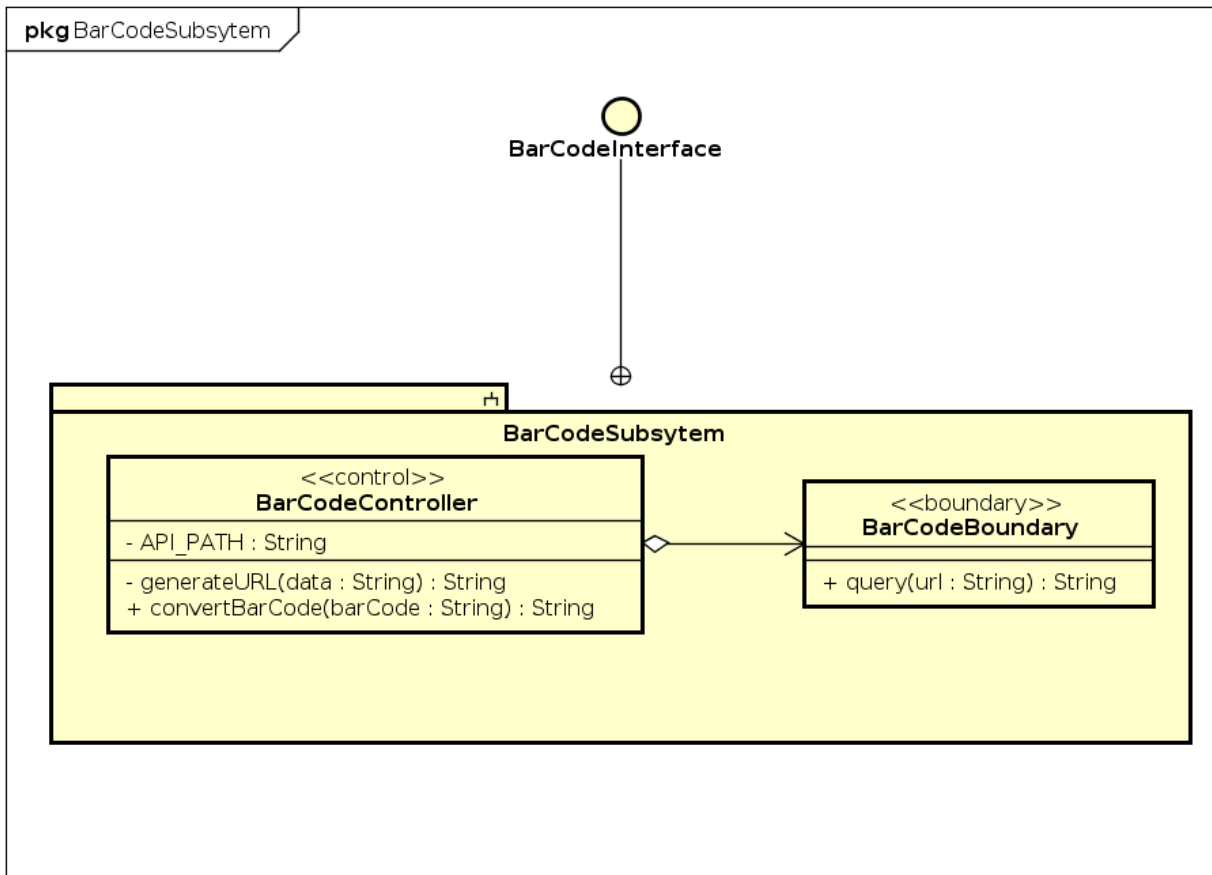 pkg BarCodeSubsytem
BarCodeInterface
BarCodeSubsytem
<<control>>
BarCodeController
- API_PATH : String
- generateURL(data : String) : String
+ convertBarCode(barCode : String) : String
<<boundary>>
BarCodeBoundary
+ query(url : String) : String